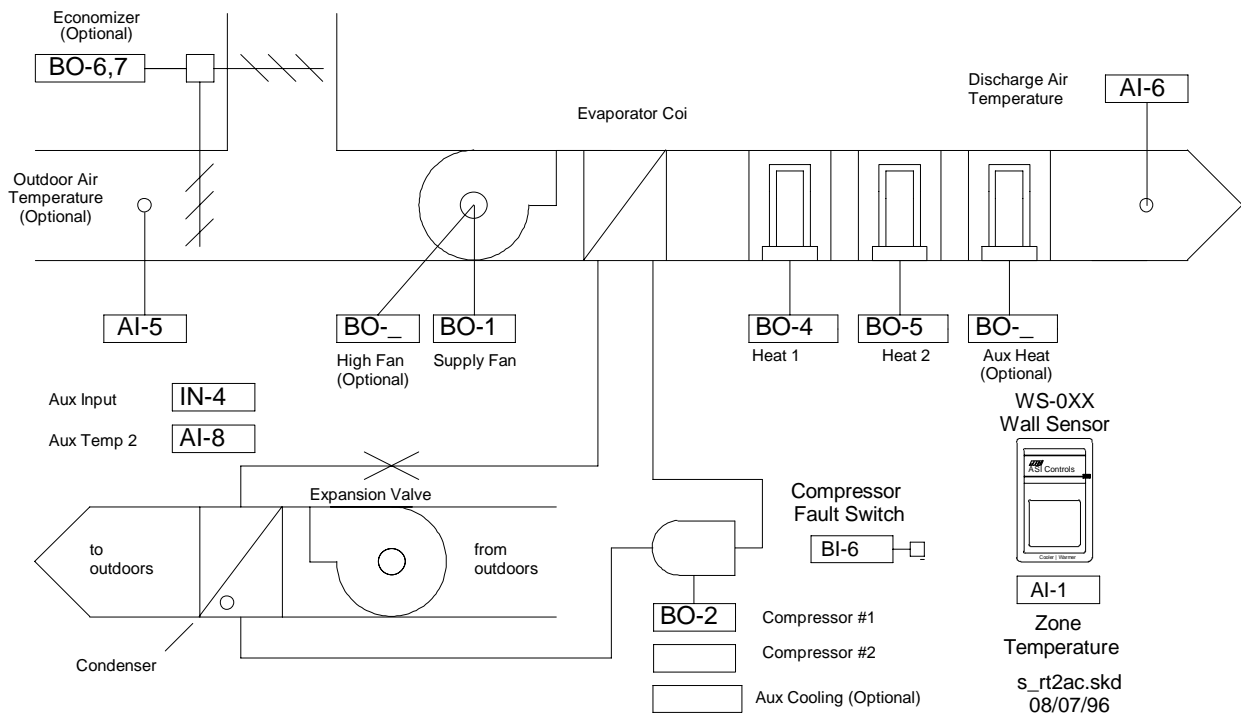 Economizer
(Optional)
BO-6,7
Discharge Air
Temperature
AI-6
Evaporator Coi
Outdoor Air
Temperature
(Optional)
AI-5
BO-_
High Fan
(Optional)
BO-1
Supply Fan
BO-4
Heat 1
BO-5
Heat 2
BO-_
Aux Heat
(Optional)
Aux Input
IN-4
Aux Temp 2
AI-8
WS-0XX
Wall Sensor
ASI Controls
Cooler | Warmer
Expansion Valve
Compressor
Fault Switch
BI-6
to
outdoors
from
outdoors
AI-1
Zone
Temperature
BO-2
Compressor #1
Compressor #2
Aux Cooling (Optional)
Condenser
s_rt2ac.skd
08/07/96